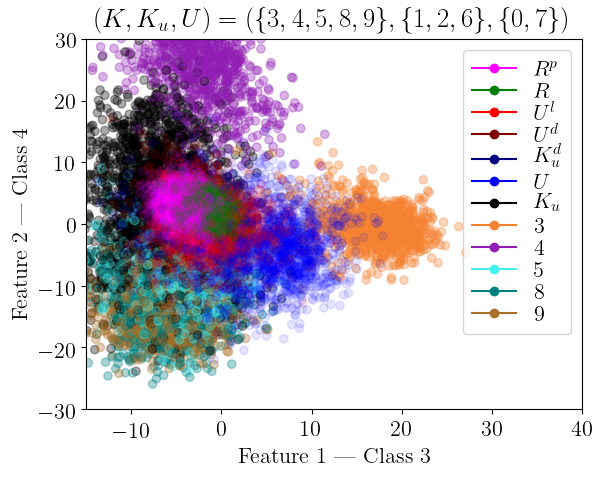 (K, K_u, U) = ({3, 4, 5, 8, 9}, {1, 2, 6}, {0, 7})
30
20
10
0
−10
−20
−30
Feature 2 — Class 4
−10
0
10
20
30
40
Feature 1 — Class 3
R^p
R
U^l
U^d
K_u^d
U
K_u
3
4
5
8
9